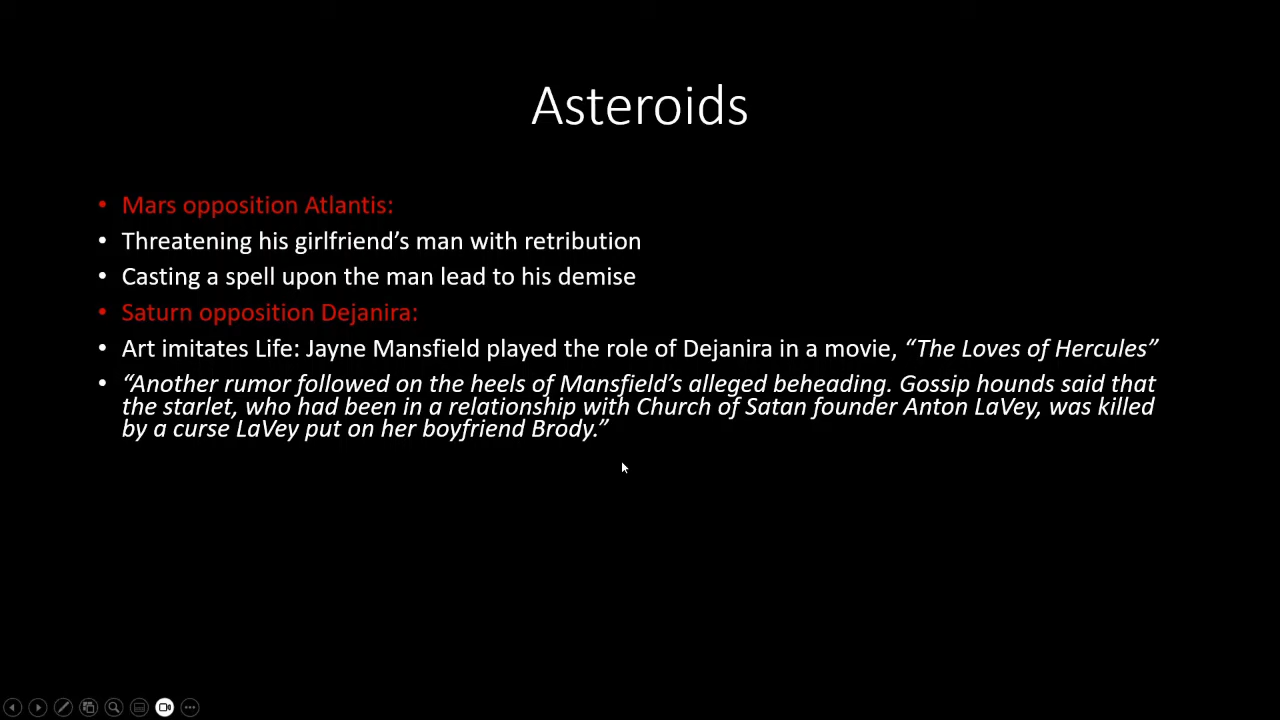 Asteroids
• Mars opposition Atlantis:
• Threatening his girlfriend’s man with retribution
• Casting a spell upon the man lead to his demise
• Saturn opposition Dejanira:
• Art imitates Life: Jayne Mansfield played the role of Dejanira in a movie, “The Loves of Hercules”
• “Another rumor followed on the heels of Mansfield’s alleged beheading. Gossip hounds said that
the starlet, who had been in a relationship with Church of Satan founder Anton LaVey, was killed
by a curse LaVey put on her boyfriend Brody.”